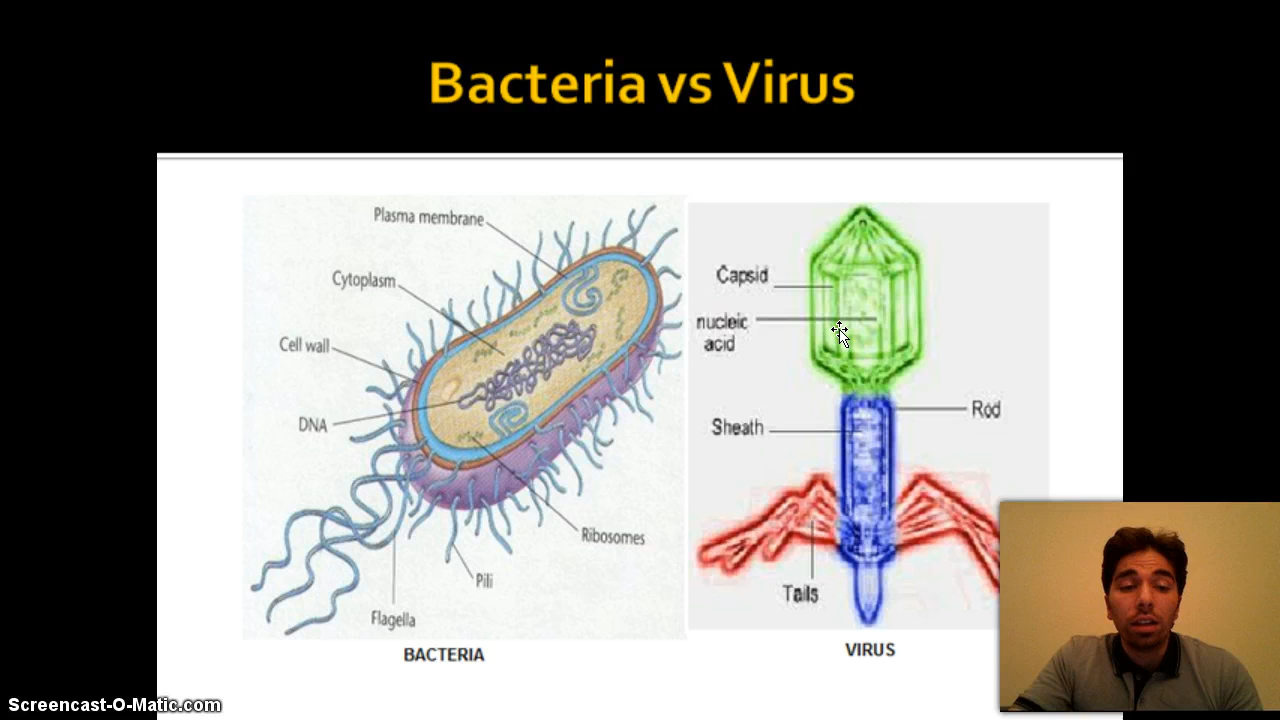 Bacteria vs Virus
Plasma membrane
Cytoplasm
Cell wall
DNA
Ribosomes
Pili
Flagella
BACTERIA
Capsid
nucleic
acid
Rod
Sheath
Tails
VIRUS
Screencast-O-Matic.com